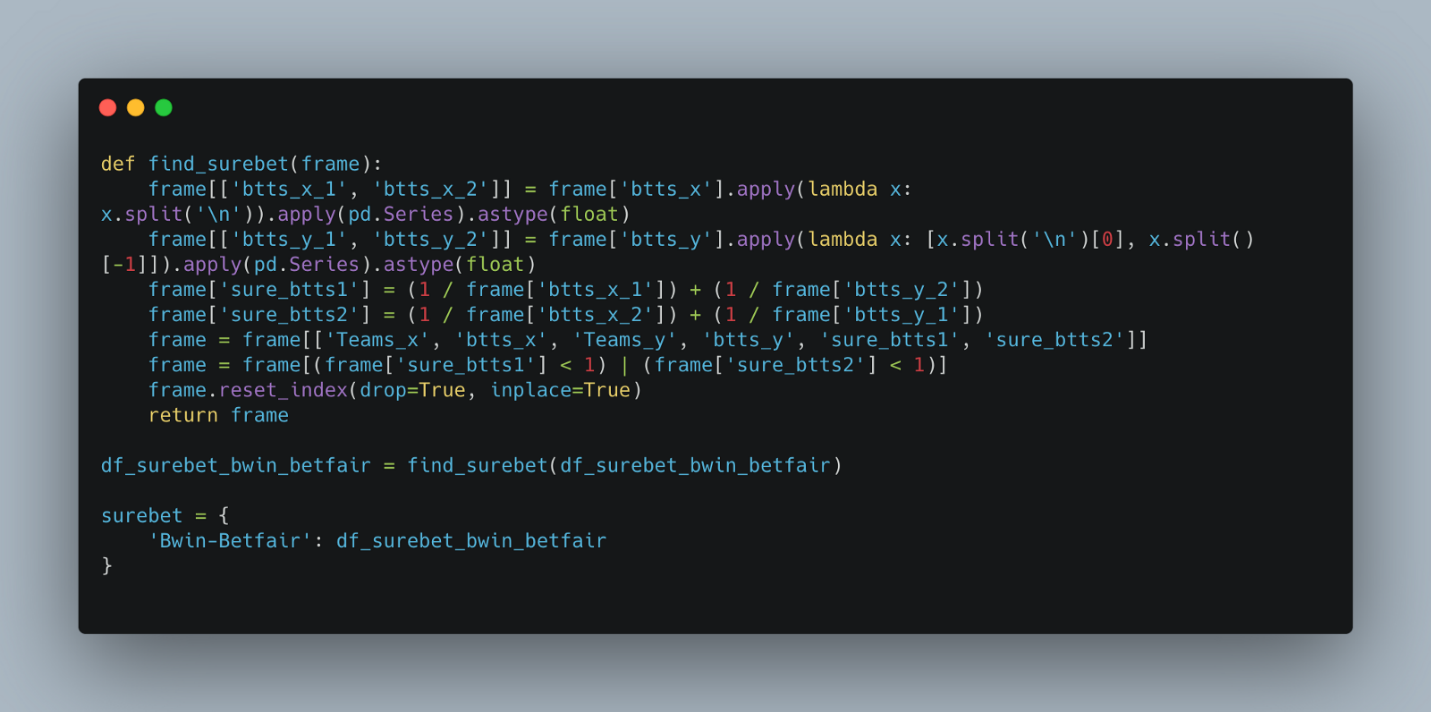 def find_surebet(frame):
    frame[['btts_x_1', 'btts_x_2']] = frame['btts_x'].apply(lambda x:
x.split('\n')).apply(pd.Series).astype(float)
    frame[['btts_y_1', 'btts_y_2']] = frame['btts_y'].apply(lambda x: [x.split('\n')[0], x.split()
[-1]]).apply(pd.Series).astype(float)
    frame['sure_btts1'] = (1 / frame['btts_x_1']) + (1 / frame['btts_y_2'])
    frame['sure_btts2'] = (1 / frame['btts_x_2']) + (1 / frame['btts_y_1'])
    frame = frame[['Teams_x', 'btts_x', 'Teams_y', 'btts_y', 'sure_btts1', 'sure_btts2']]
    frame = frame[(frame['sure_btts1'] < 1) | (frame['sure_btts2'] < 1)]
    frame.reset_index(drop=True, inplace=True)
    return frame

df_surebet_bwin_betfair = find_surebet(df_surebet_bwin_betfair)

surebet = {
    'Bwin-Betfair': df_surebet_bwin_betfair
}